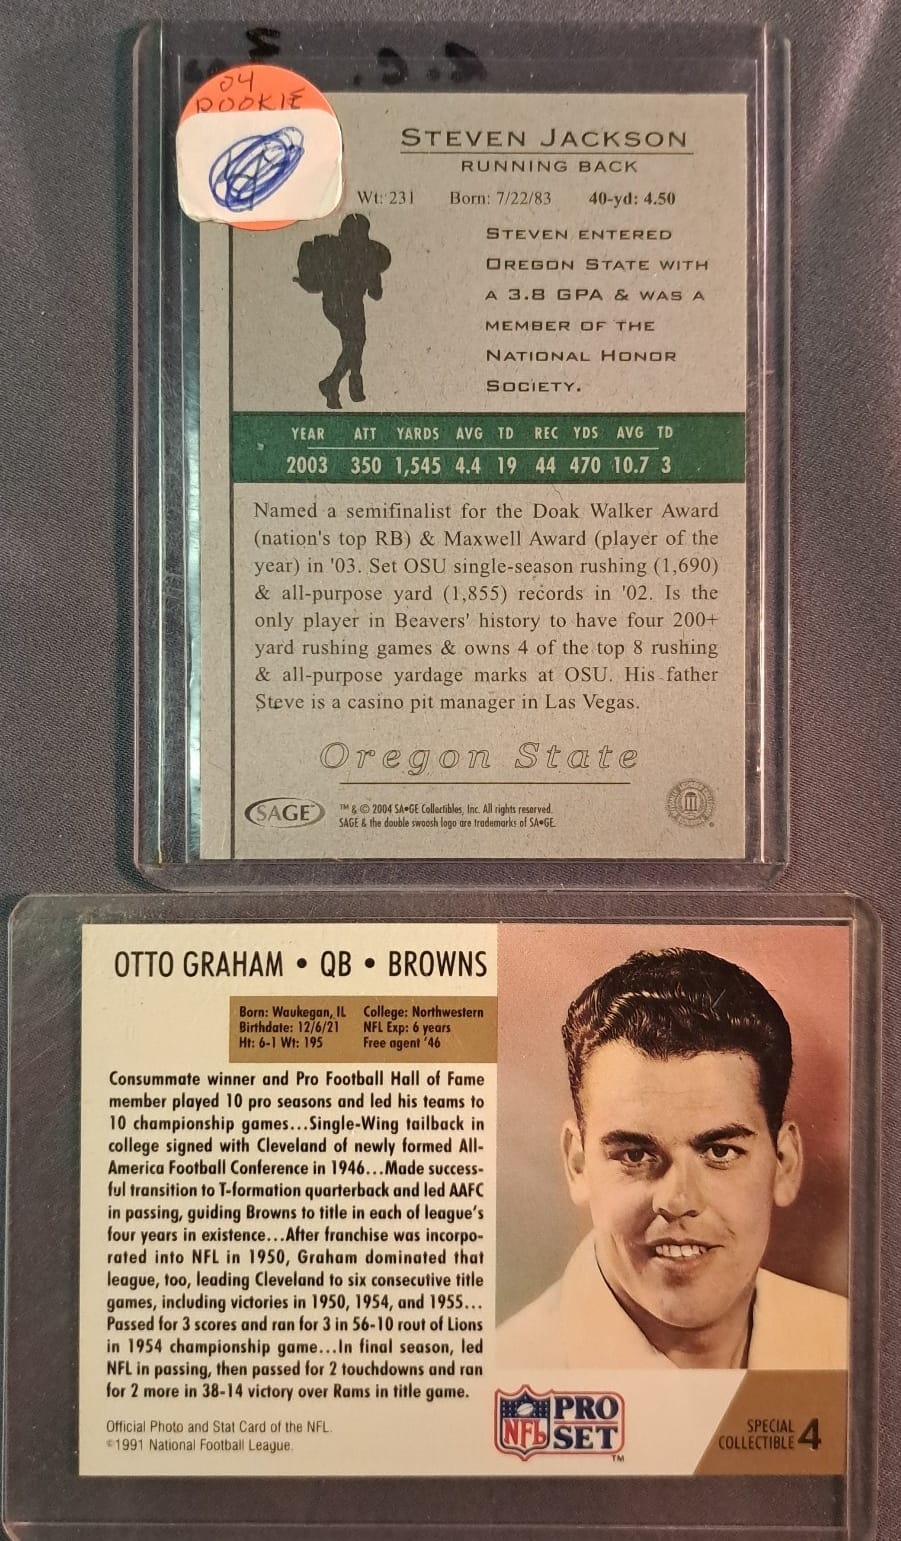 R.C.
04
ROOKIE
STEVEN JACKSON
RUNNING BACK
Wt: 231 Born: 7/22/83 40-yd: 4.50
STEVEN ENTERED
OREGON STATE WITH
A 3.8 GPA & WAS A
MEMBER OF THE
NATIONAL HONOR
SOCIETY.
YEAR ATT YARDS AVG TD REC YDS AVG TD
2003 350 1,545 4.4 19 44 470 10.7 3
Named a semifinalist for the Doak Walker Award
(nation's top RB) & Maxwell Award (player of the
year) in '03. Set OSU single-season rushing (1,690)
& all-purpose yard (1,855) records in '02. Is the
only player in Beavers' history to have four 200+
yard rushing games & owns 4 of the top 8 rushing
& all-purpose yardage marks at OSU. His father
Steve is a casino pit manager in Las Vegas.
Oregon State
SAGE
™ & © 2004 SA•GE Collectibles, Inc. All rights reserved.
SAGE & the double swoosh logo are trademarks of SA•GE.
OTTO GRAHAM • QB • BROWNS
Born: Waukegan, IL College: Northwestern
Birthdate: 12/6/21 NFL Exp: 6 years
Ht: 6-1 Wt: 195 Free agent '46
Consummate winner and Pro Football Hall of Fame
member played 10 pro seasons and led his teams to
10 championship games...Single-Wing tailback in
college signed with Cleveland of newly formed All-
America Football Conference in 1946...Made success-
ful transition to T-formation quarterback and led AAFC
in passing, guiding Browns to title in each of league's
four years in existence...After franchise was incorpo-
rated into NFL in 1950, Graham dominated that
league, too, leading Cleveland to six consecutive title
games, including victories in 1950, 1954, and 1955...
Passed for 3 scores and ran for 3 in 56-10 rout of Lions
in 1954 championship game...In final season, led
NFL in passing, then passed for 2 touchdowns and ran
for 2 more in 38-14 victory over Rams in title game.
Official Photo and Stat Card of the NFL.
©1991 National Football League.
NFL PRO SET ™
SPECIAL
COLLECTIBLE 4